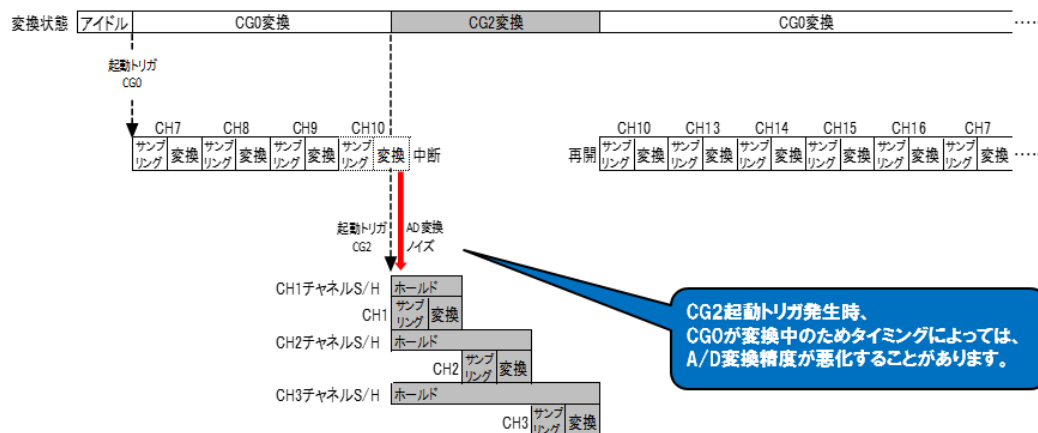 変換状態 アイドル CG0変換 CG2変換 CG0変換 ‥‥
起動トリガ
CG0
CH7 CH8 CH9 CH10 CH10 CH13 CH14 CH15 CH16 CH7
サンプリング 変換 サンプリング 変換 サンプリング 変換 サンプリング 変換 中断 再開 サンプリング 変換 サンプリング 変換 サンプリング 変換 サンプリング 変換 サンプリング 変換 サンプリング 変換 ‥‥
起動トリガ
CG2
AD変換
ノイズ
CH1チャネルS/H ホールド
CH1 サンプリング 変換
CH2チャネルS/H ホールド
CH2 サンプリング 変換
CH3チャネルS/H ホールド
CH3 サンプリング 変換
CG2起動トリガ発生時、
CG0が変換中のためタイミングによっては、
A/D変換精度が悪化することがあります。